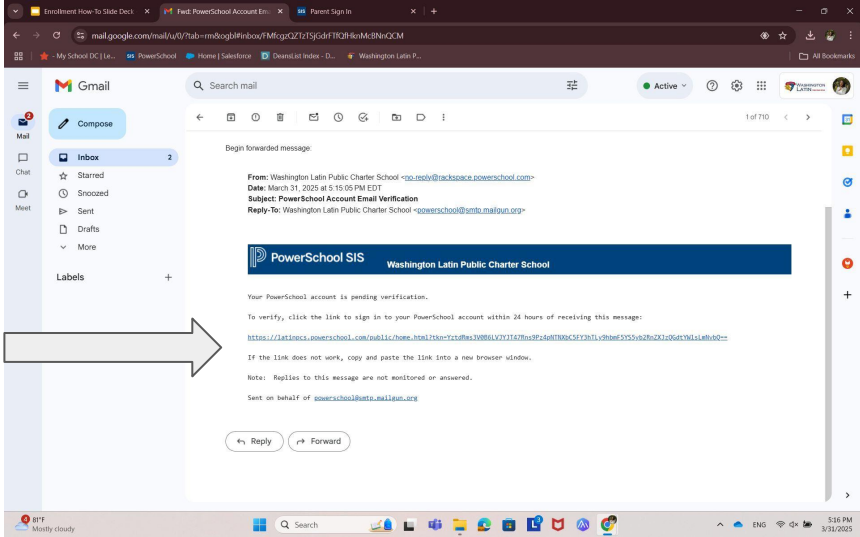 Enrollment How-To Slide Deck
Fwd: PowerSchool Account Ema
Parent Sign In
mail.google.com/mail/u/0/?tab=rm&ogbl#inbox/FMfcgzQZTzTSjGdrFTfQfHknMcBNnQCM
- My School DC | Le...
SIS PowerSchool
Home | Salesforce
DeansList Index - D...
Washington Latin P...
All Bookmarks
Gmail
Search mail
Active
WASHINGTON LATIN
2
Mail
Compose
1 of 710
Inbox 2
Chat
Starred
Snoozed
Meet
Sent
Drafts
More
Labels
Begin forwarded message:
From: Washington Latin Public Charter School <no-reply@rackspace.powerschool.com>
Date: March 31, 2025 at 5:15:05 PM EDT
Subject: PowerSchool Account Email Verification
Reply-To: Washington Latin Public Charter School <powerschool@smtp.mailgun.org>
PowerSchool SIS Washington Latin Public Charter School
Your PowerSchool account is pending verification.
To verify, click the link to sign in to your PowerSchool account within 24 hours of receiving this message:
If the link does not work, copy and paste the link into a new browser window.
Note: Replies to this message are not monitored or answered.
Sent on behalf of powerschool@smtp.mailgun.org
Reply
Forward
81°F
Mostly cloudy
Search
ENG
5:16 PM
3/31/2025